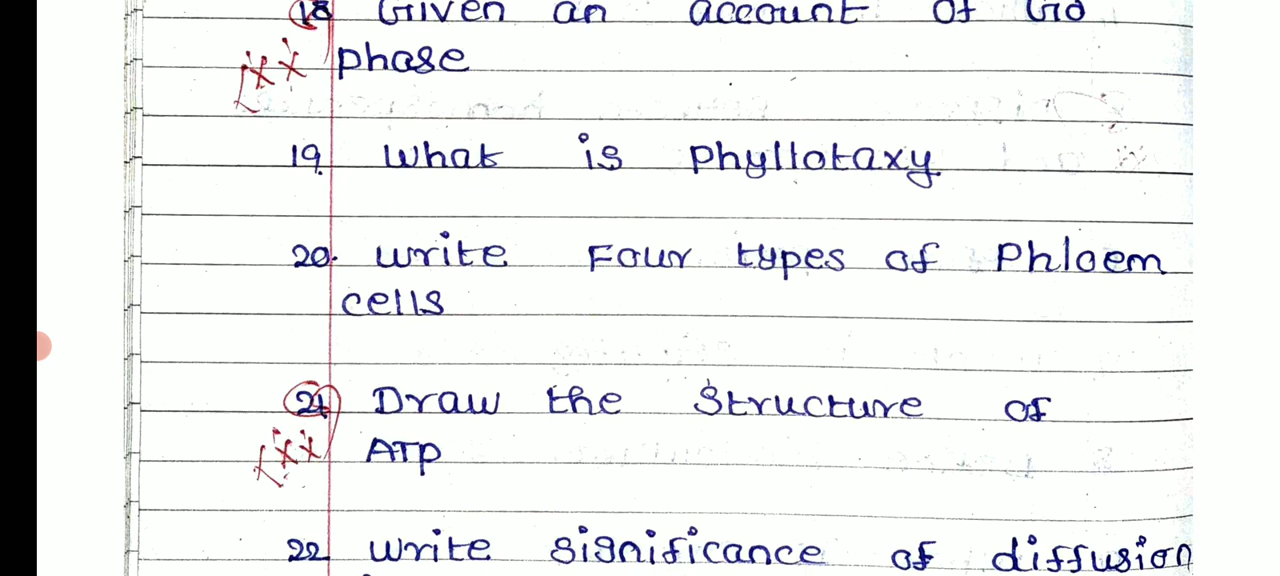 18 Given an account of G0
phase
19. What is phyllotaxy.
20. write Four types of Phloem
cells
21 Draw the structure of
ATP
22 write significance of diffusion